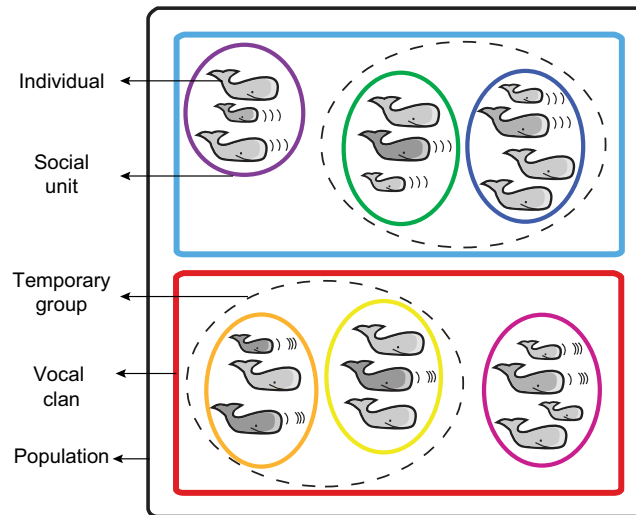 Individual
Social
unit
Temporary
group
Vocal
clan
Population